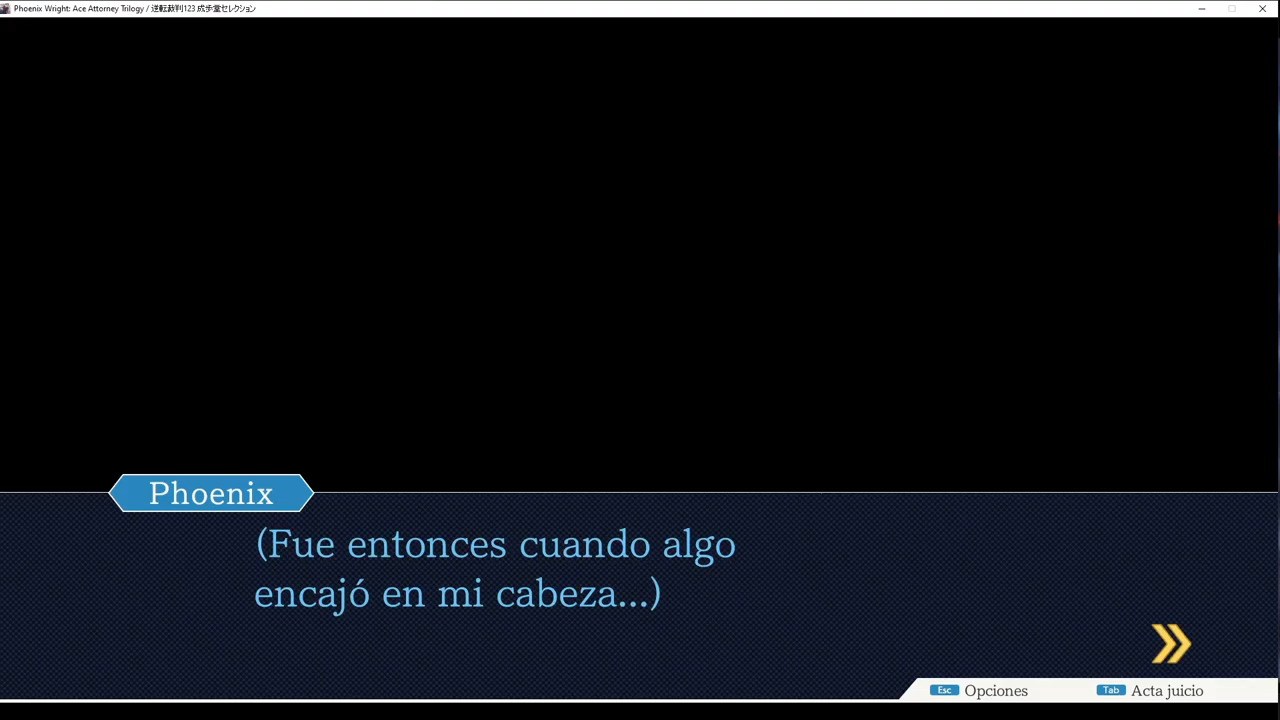 Phoenix Wright: Ace Attorney Trilogy / 逆転裁判123 成歩堂セレクション
Phoenix
(Fue entonces cuando algo
encajó en mi cabeza...)
Esc Opciones Tab Acta juicio